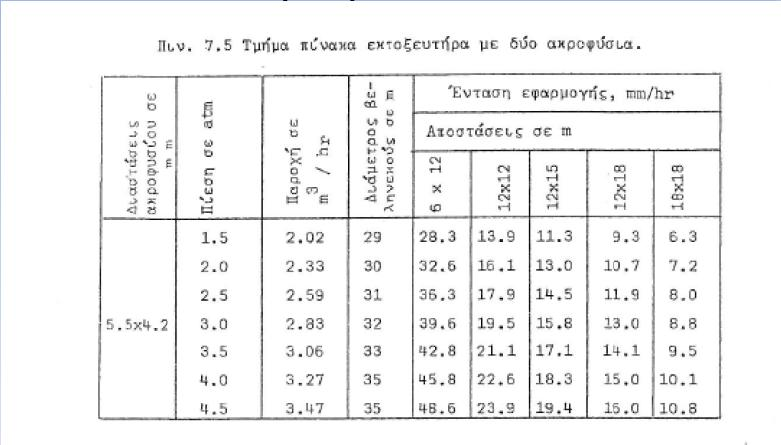 Πιν. 7.5 Τμήμα πίνακα εκτοξευτήρα με δύο ακροφύσια.
Διαστάσεις ακροφυσίου σε m m
Πίεση σε atm
Παροχή σε m3 / hr
Διάμετρος βεληνεκούς σε m
Ένταση εφαρμογής, mm/hr
Αποστάσεις σε m
6 x 12 12x12 12x15 12x18 18x18
1.5 2.02 29 28.3 13.9 11.3 9.3 6.3
2.0 2.33 30 32.6 16.1 13.0 10.7 7.2
2.5 2.59 31 36.3 17.9 14.5 11.9 8.0
5.5x4.2 3.0 2.83 32 39.6 19.5 15.8 13.0 8.8
3.5 3.06 33 42.8 21.1 17.1 14.1 9.5
4.0 3.27 35 45.8 22.6 18.3 15.0 10.1
4.5 3.47 35 48.6 23.9 19.4 16.0 10.8